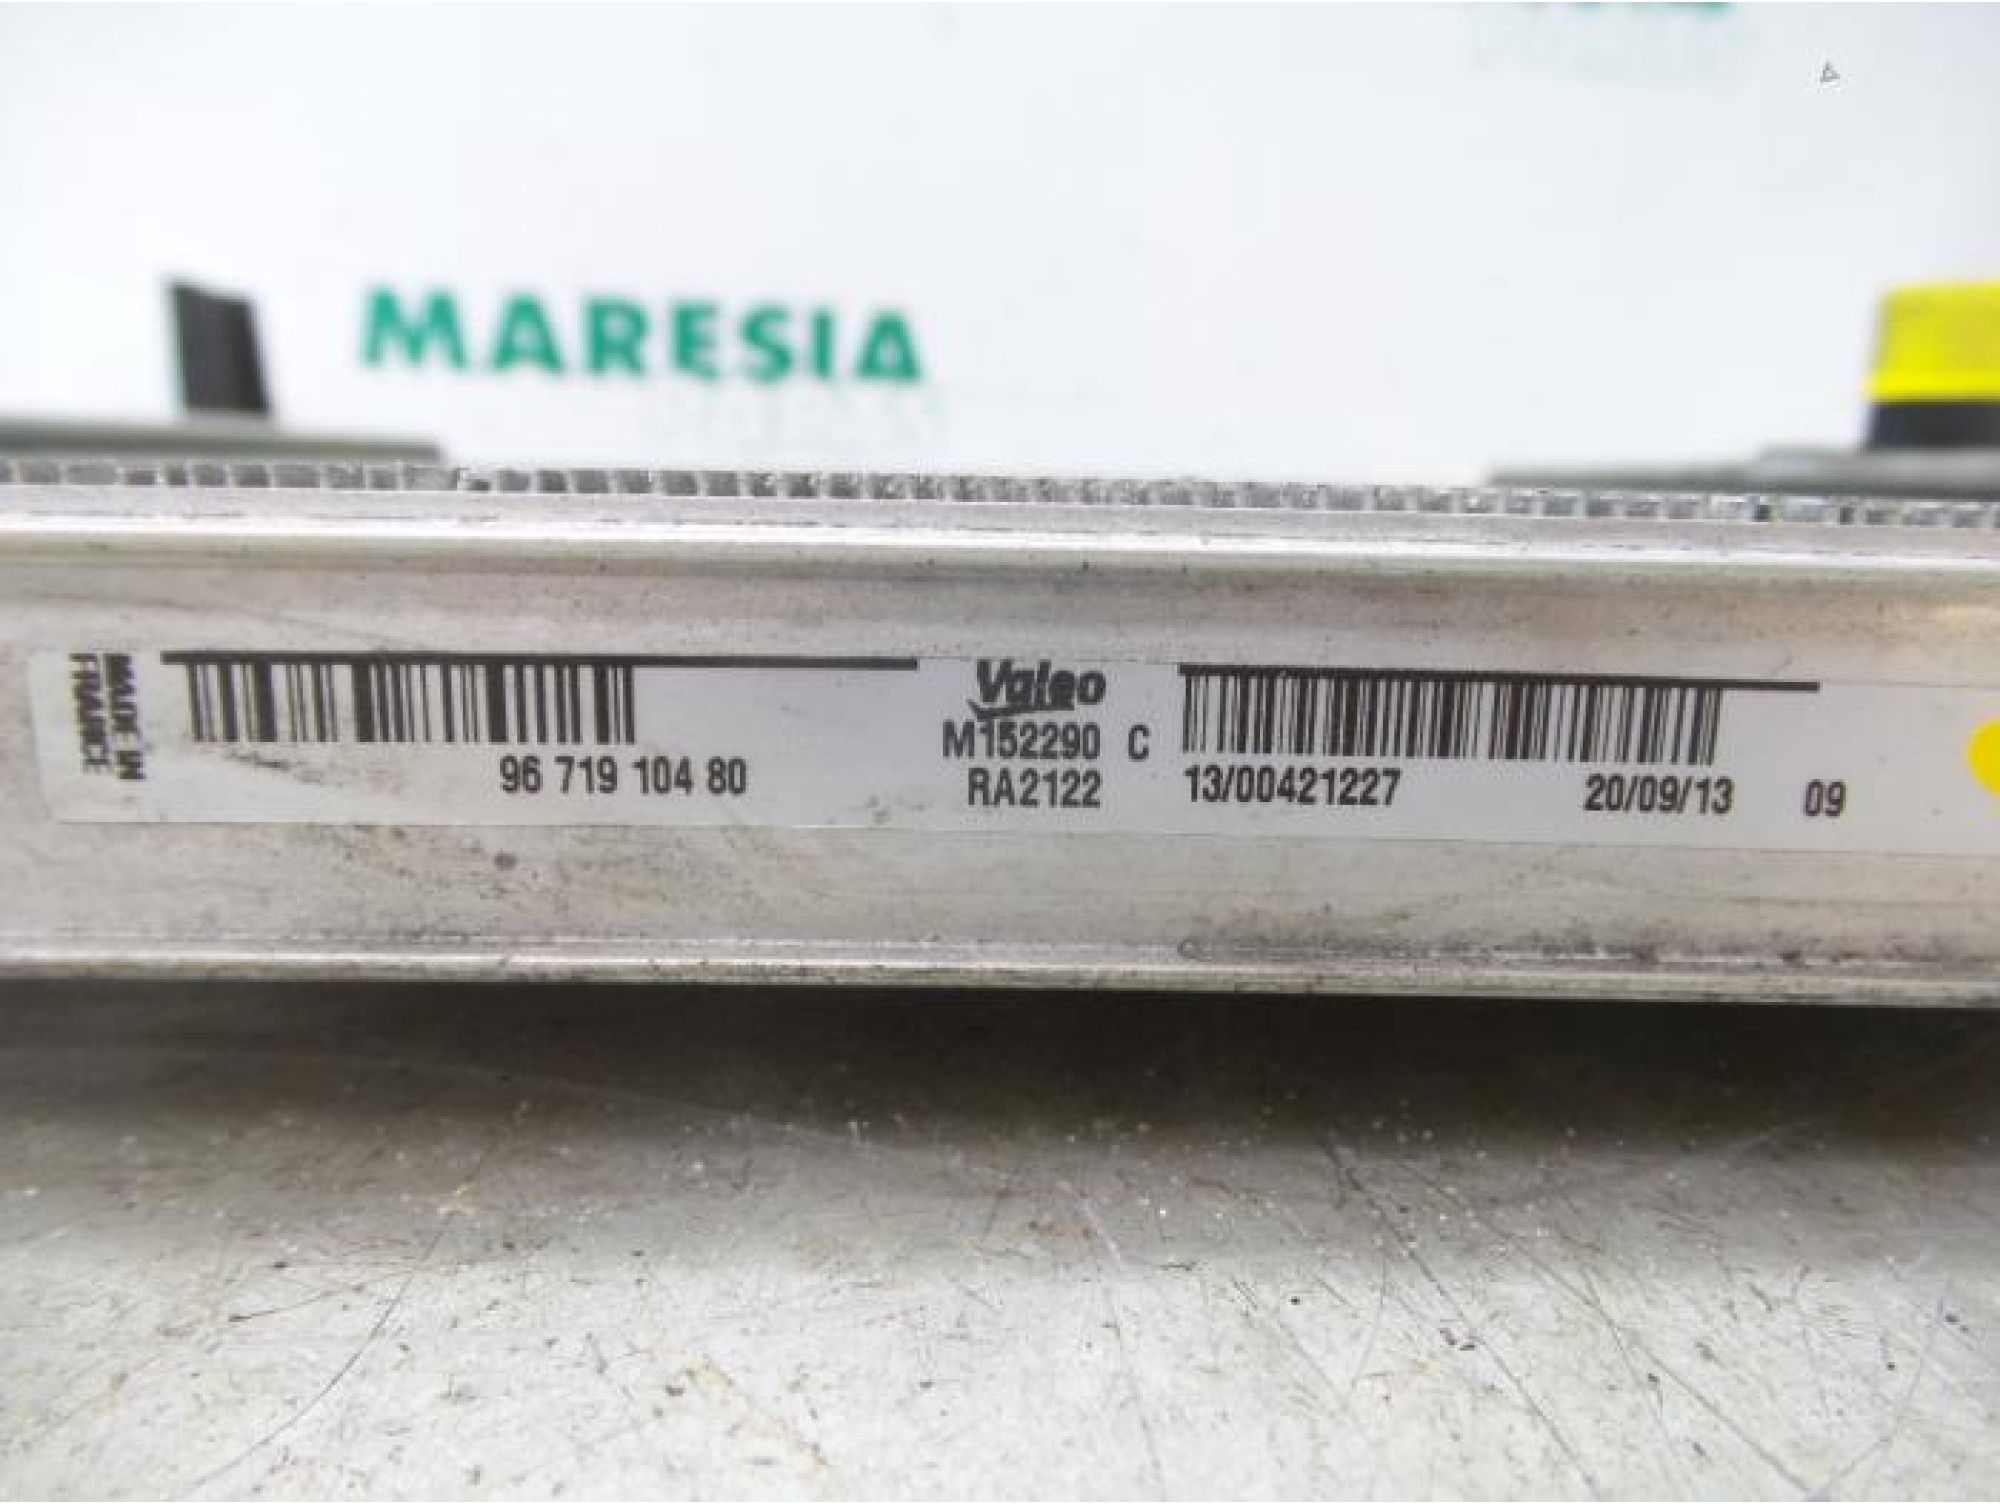 MARESIA
MADE IN
FRANCE
96 719 104 80
Valeo
M152290 C
RA2122
13/00421227
20/09/13 09